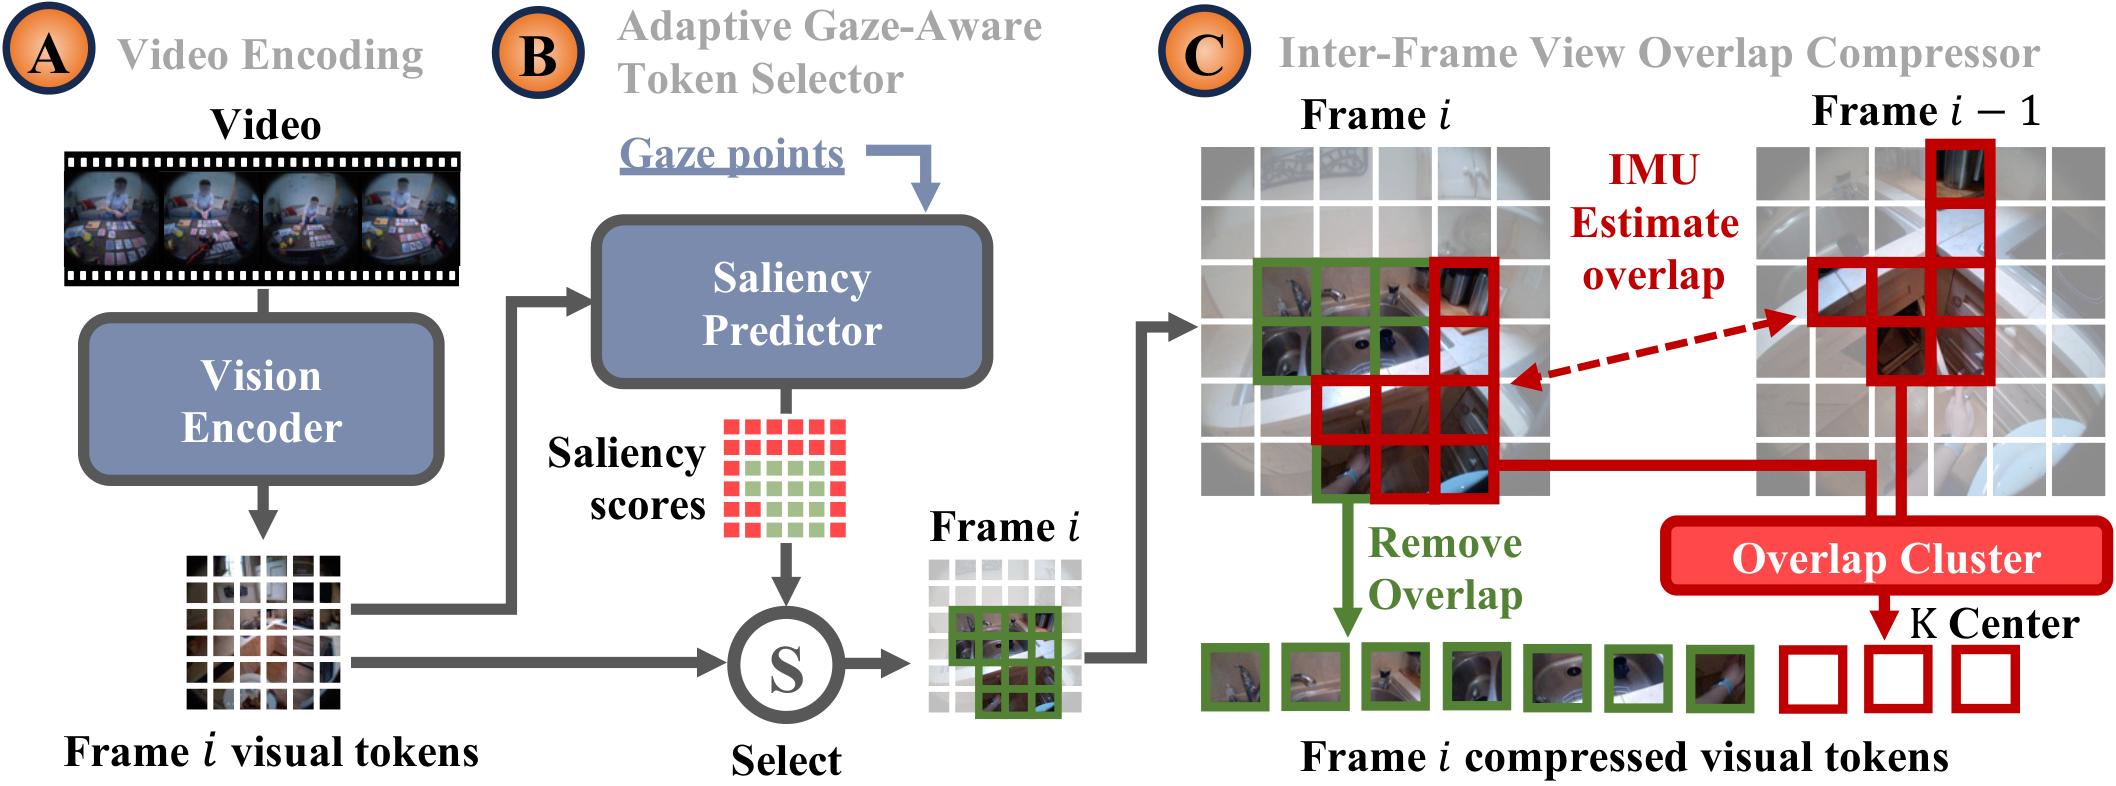 A
Video Encoding
Video
Vision
Encoder
Frame i visual tokens
B
Adaptive Gaze-Aware
Token Selector
Gaze points
Saliency
Predictor
Saliency
scores
S
Select
Frame i
C
Inter-Frame View Overlap Compressor
Frame i
Frame i − 1
IMU
Estimate
overlap
Remove
Overlap
Overlap Cluster
K Center
Frame i compressed visual tokens